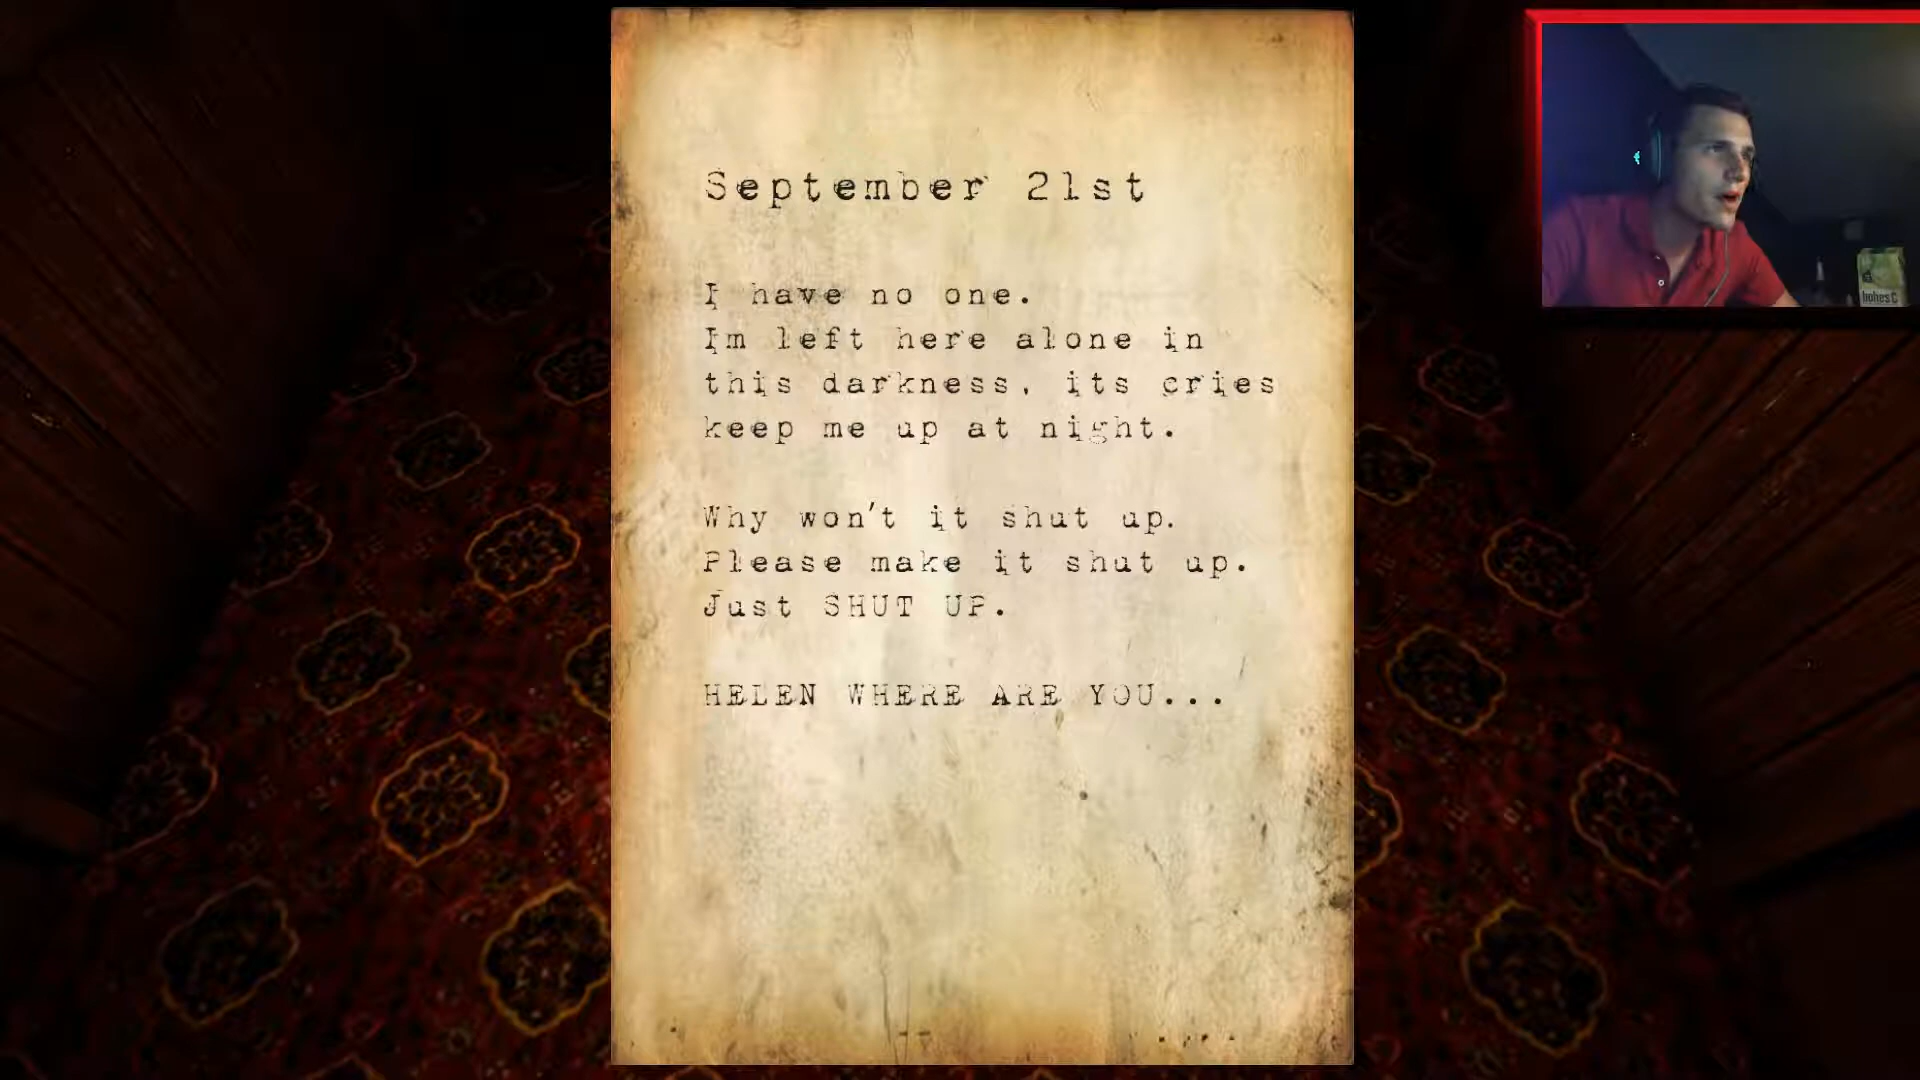 September 21st
I have no one.
Im left here alone in
this darkness, its cries
keep me up at night.
Why won't it shut up.
Please make it shut up.
Just SHUT UP.
HELEN WHERE ARE YOU...
hohes C